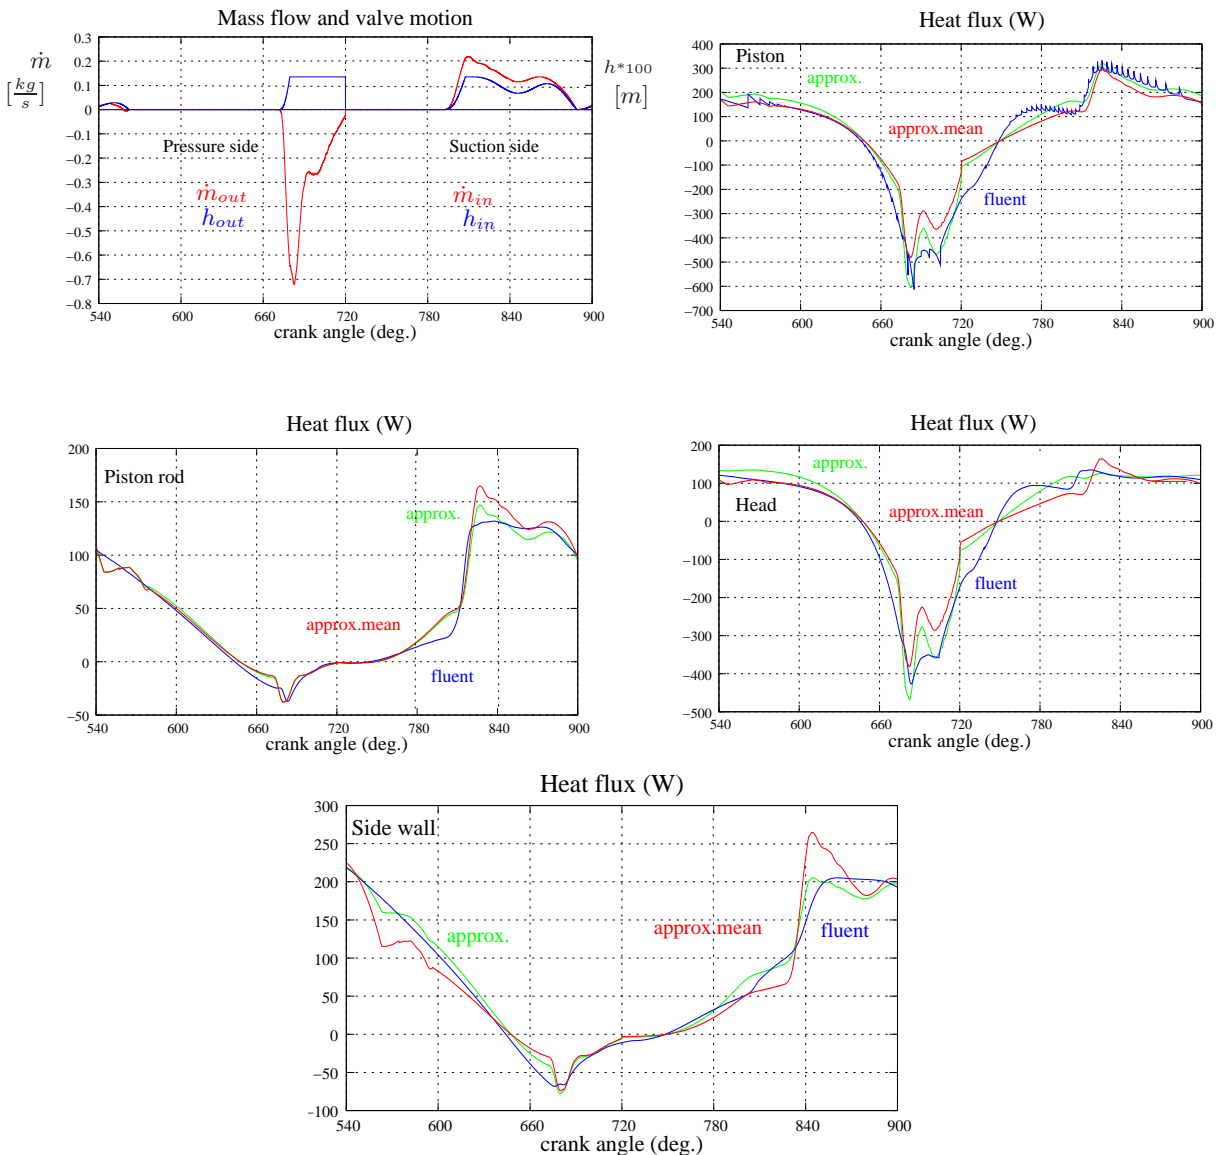 Mass flow and valve motion
ṁ
[kg/s]
0.3
0.2
0.1
0
−0.1
−0.2
−0.3
−0.4
−0.5
−0.6
−0.7
−0.8
Pressure side
Suction side
ṁout
hout
ṁin
hin
540 600 660 720 780 840 900
crank angle (deg.)
h*100
[m]
Heat flux (W)
400
300
200
100
0
−100
−200
−300
−400
−500
−600
−700
Piston
approx.
approx.mean
fluent
540 600 660 720 780 840 900
crank angle (deg.)
Heat flux (W)
200
150
100
50
0
−50
Piston rod
approx.
approx.mean
fluent
540 600 660 720 780 840 900
crank angle (deg.)
Heat flux (W)
200
100
0
−100
−200
−300
−400
−500
approx.
Head
approx.mean
fluent
540 600 660 720 780 840 900
crank angle (deg.)
Heat flux (W)
300
250
200
150
100
50
0
−50
−100
Side wall
approx.
approx.mean
fluent
540 600 660 720 780 840 900
crank angle (deg.)